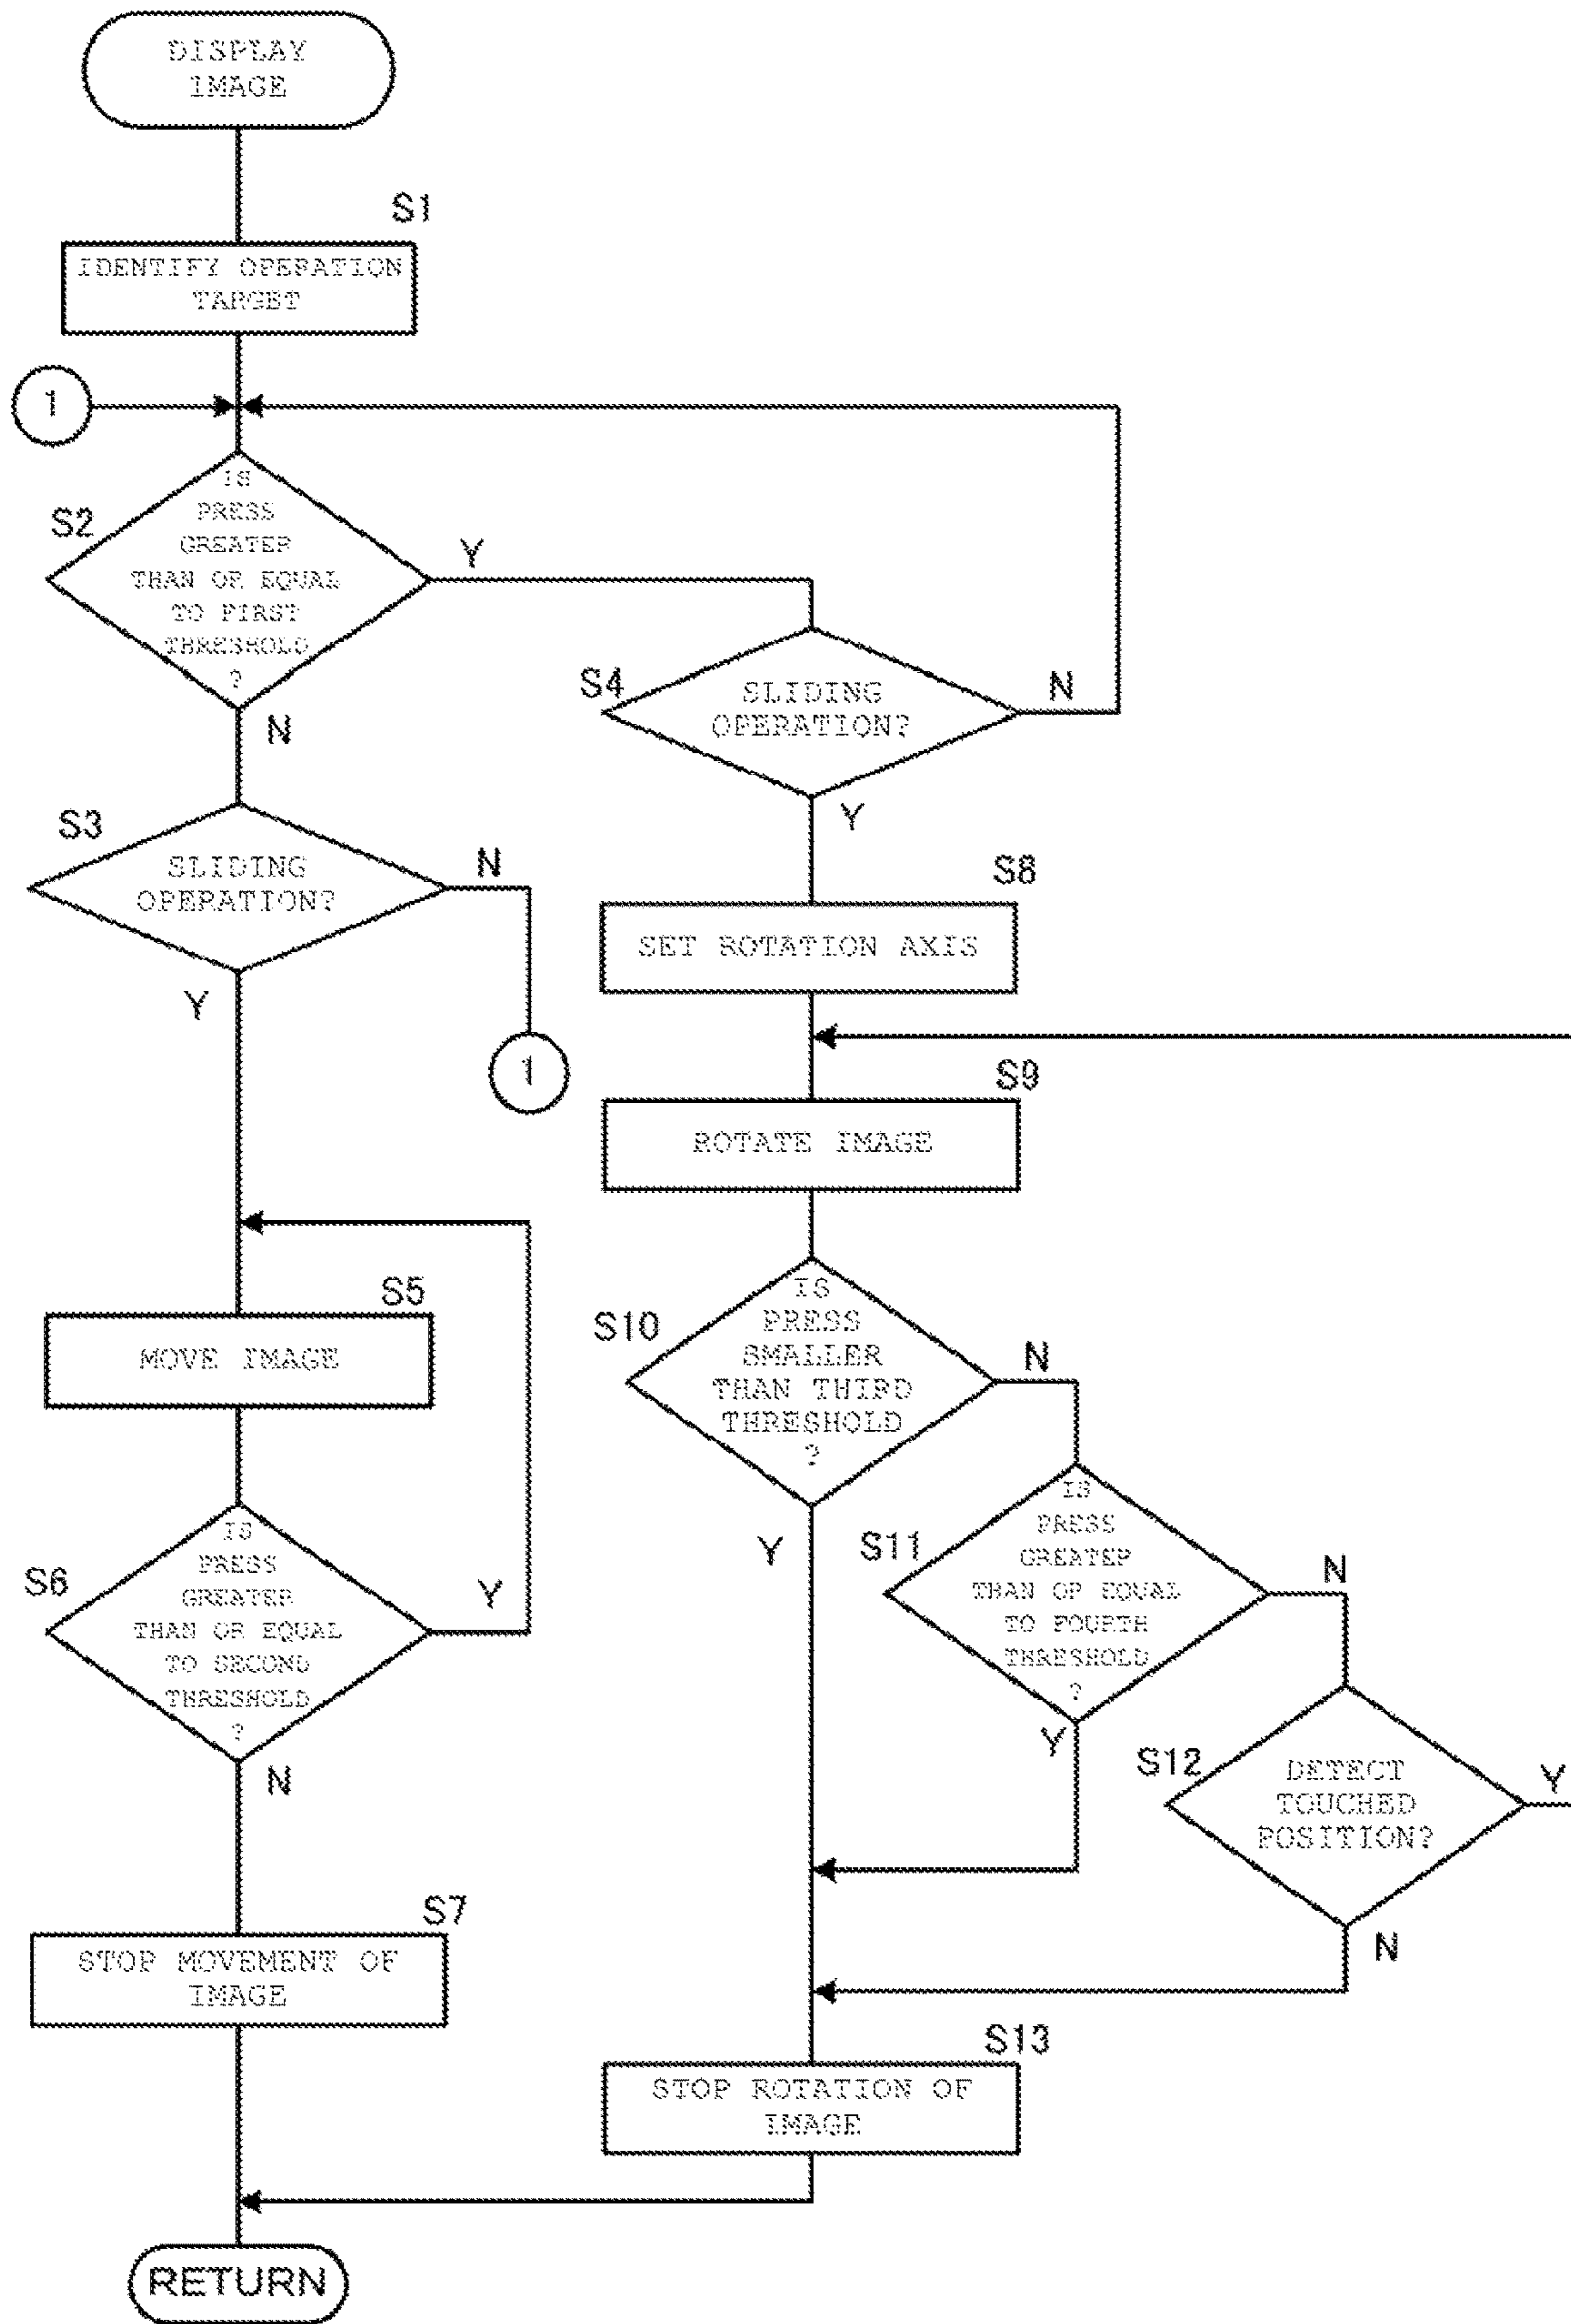 DISPLAY
IMAGE
S1
IDENTIFY OPERATION
TARGET
1
S2
IS
PRESS
GREATER
THAN OR EQUAL
TO FIRST
THRESHOLD
?
Y
N
S4
SLIDING
OPERATION?
N
Y
S3
SLIDING
OPERATION?
N
Y
1
S8
SET ROTATION AXIS
S9
ROTATE IMAGE
S5
MOVE IMAGE
S10
IS
PRESS
SMALLER
THAN THIRD
THRESHOLD
?
N
Y
S6
IS
PRESS
GREATER
THAN OR EQUAL
TO SECOND
THRESHOLD
?
Y
N
S11
IS
PRESS
GREATER
THAN OR EQUAL
TO FOURTH
THRESHOLD
?
N
Y
S12
DETECT
TOUCHED
POSITION?
Y
N
S7
STOP MOVEMENT OF
IMAGE
S13
STOP ROTATION OF
IMAGE
RETURN